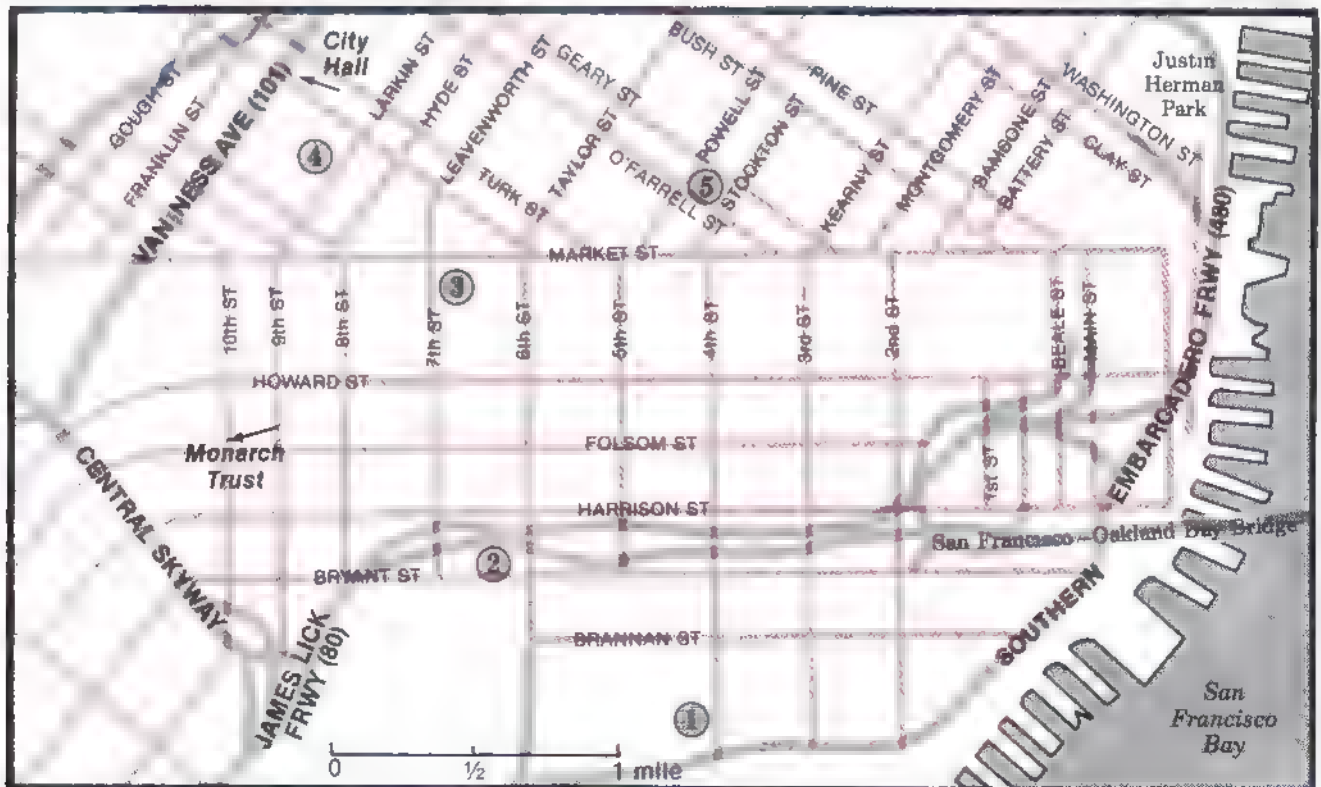 City
Hall
Justin
Herman
Park
GOUGH ST
FRANKLIN ST
VAN NESS AVE (101)
LARKIN ST
HYDE ST
LEAVENWORTH ST
GEARY ST
TAYLOR ST
TURK ST
O'FARRELL ST
BUSH ST
POWELL ST
STOCKTON ST
PINE ST
KEARNY ST
MONTGOMERY ST
SAMSONE ST
BATTERY ST
WASHINGTON ST
CLAY ST
4
5
MARKET ST
3
10th ST
9th ST
8th ST
7th ST
6th ST
5th ST
4th ST
3rd ST
2nd ST
BEALE ST
MAIN ST
EMBARCADERO FRWY (480)
HOWARD ST
Monarch
Trust
FOLSOM ST
1st ST
CENTRAL SKYWAY
HARRISON ST
San Francisco-Oakland Bay Bridge
2
BRYANT ST
SOUTHERN
BRANNAN ST
JAMES LICK
FRWY (80)
1
San
Francisco
Bay
0 1/2 1 mile